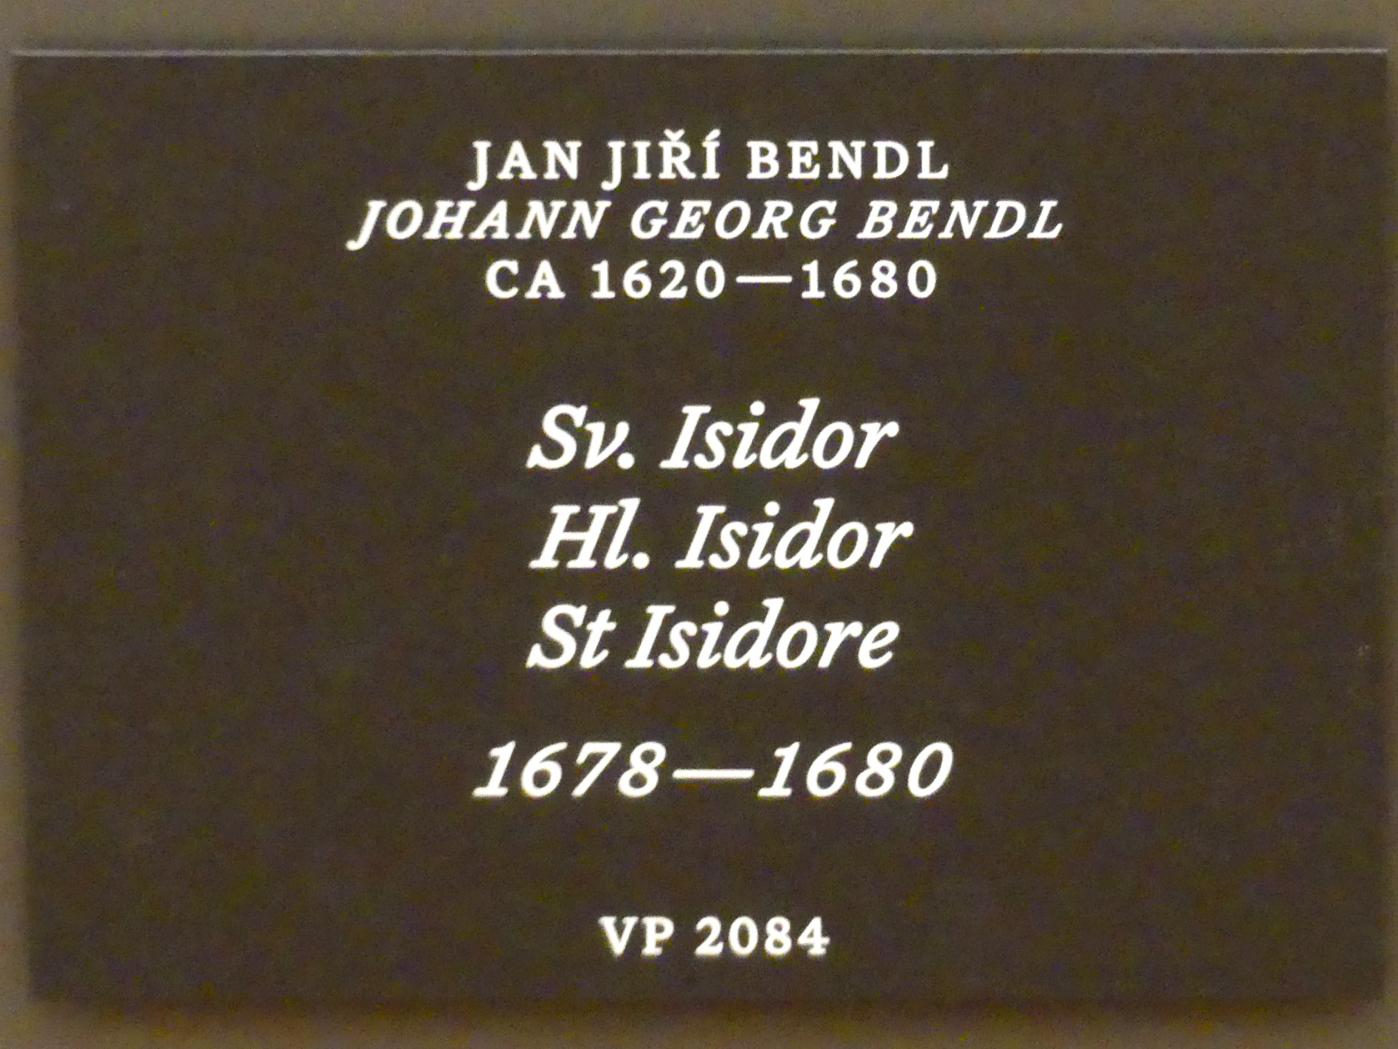 JAN JIŘÍ BENDL
JOHANN GEORG BENDL
CA 1620—1680
Sv. Isidor
Hl. Isidor
St Isidore
1678—1680
VP 2084